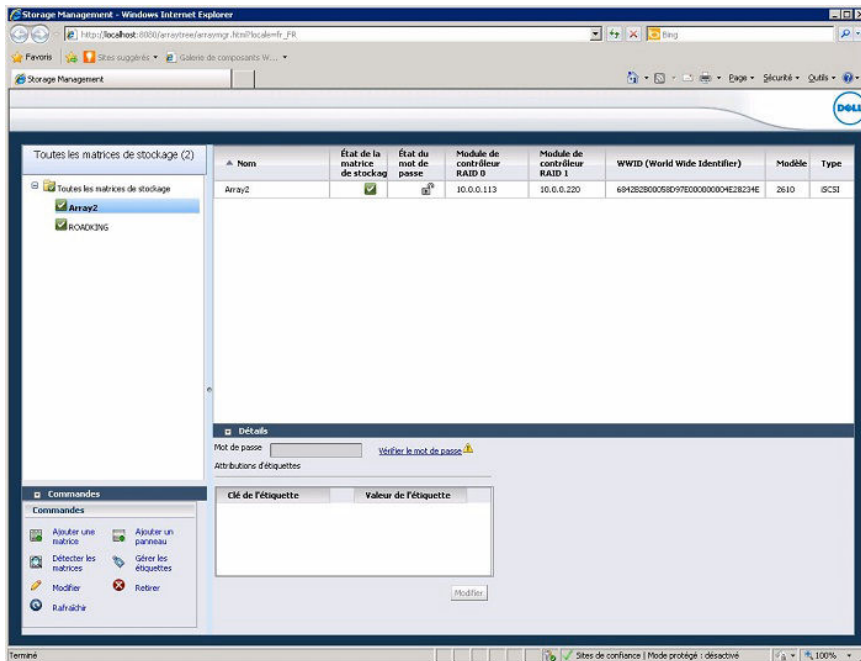 Storage Management - Windows Internet Explorer
http://localhost:8080/arraytree/arraymgr.html?locale=fr_FR
Bing
Favoris
Sites suggérés
Galerie de composants W...
Storage Management
Page
Sécurité
Outils
DELL
Toutes les matrices de stockage (2)
Toutes les matrices de stockage
Array2
ROADKING
Nom
État de la matrice de stockag
État du mot de passe
Module de contrôleur RAID 0
Module de contrôleur RAID 1
WWID (World Wide Identifier)
Modèle
Type
Array2
10.0.0.113
10.0.0.220
6842B2B00058D97E000000004E28234E
2610
iSCSI
Détails
Mot de passe
Vérifier le mot de passe
Attributions d'étiquettes
Clé de l'étiquette
Valeur de l'étiquette
Modifier
Commandes
Commandes
Ajouter une matrice
Ajouter un panneau
Détecter les matrices
Gérer les étiquettes
Modifier
Retirer
Rafraîchir
Terminé
Sites de confiance | Mode protégé : désactivé
100%